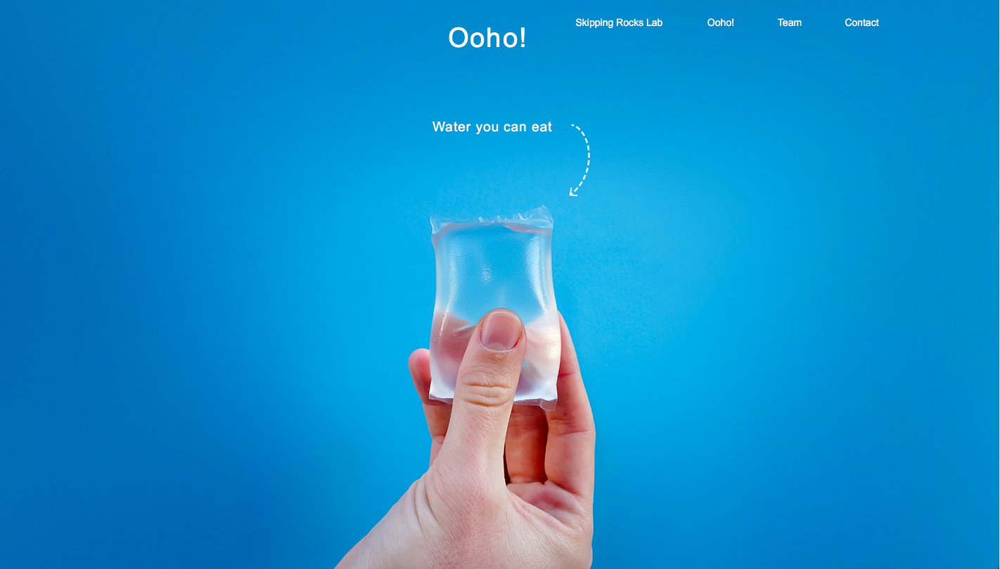 Ooho!
Skipping Rocks Lab
Ooho!
Team
Contact
Water you can eat